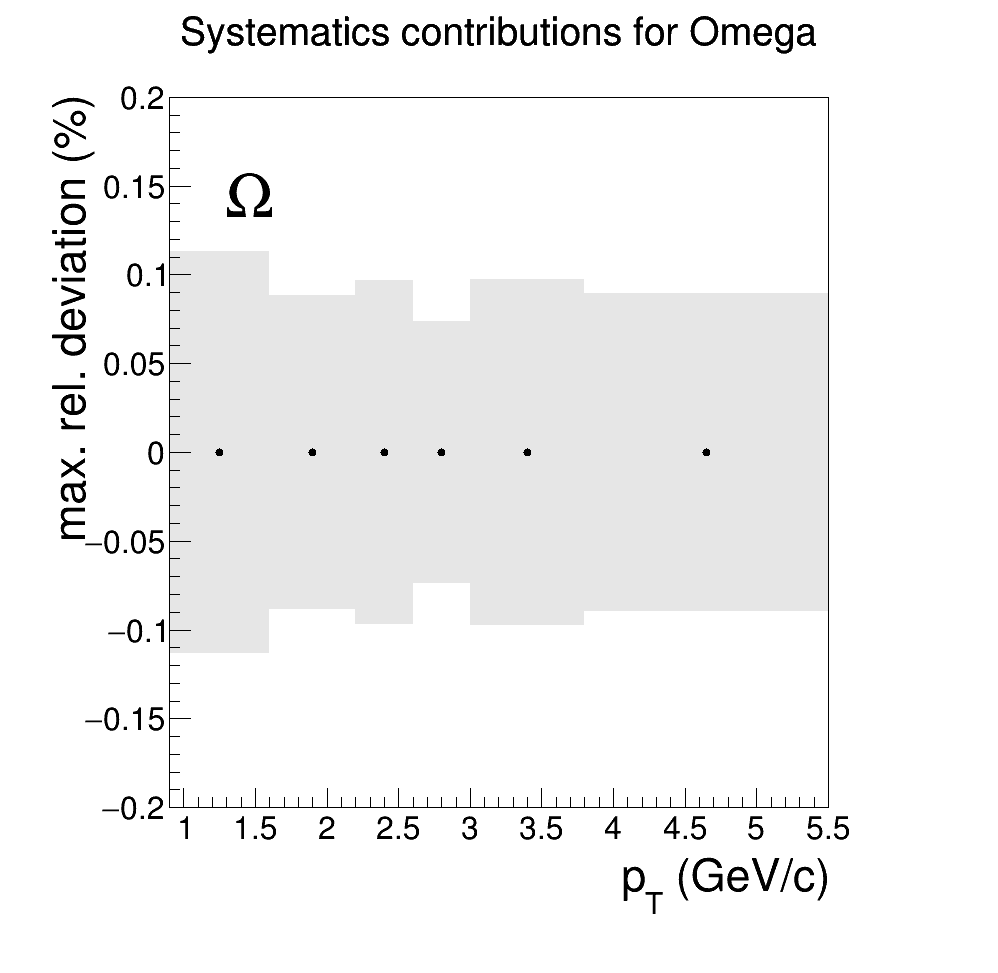 Systematics contributions for Omega
max. rel. deviation (%)
0.2
0.15
0.1
0.05
0
−0.05
−0.1
−0.15
−0.2
Ω
1 1.5 2 2.5 3 3.5 4 4.5 5 5.5
p_T (GeV/c)